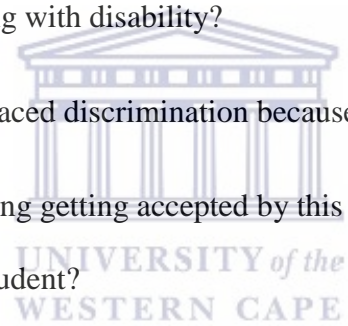 g with disability?
aced discrimination because
ng getting accepted by this
UNIVERSITY of the
udent?
WESTERN CAPE